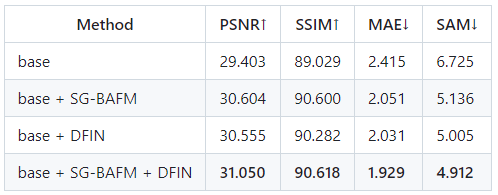 Method PSNR↑ SSIM↑ MAE↓ SAM↓
base 29.403 89.029 2.415 6.725
base + SG-BAFM 30.604 90.600 2.051 5.136
base + DFIN 30.555 90.282 2.031 5.005
base + SG-BAFM + DFIN 31.050 90.618 1.929 4.912